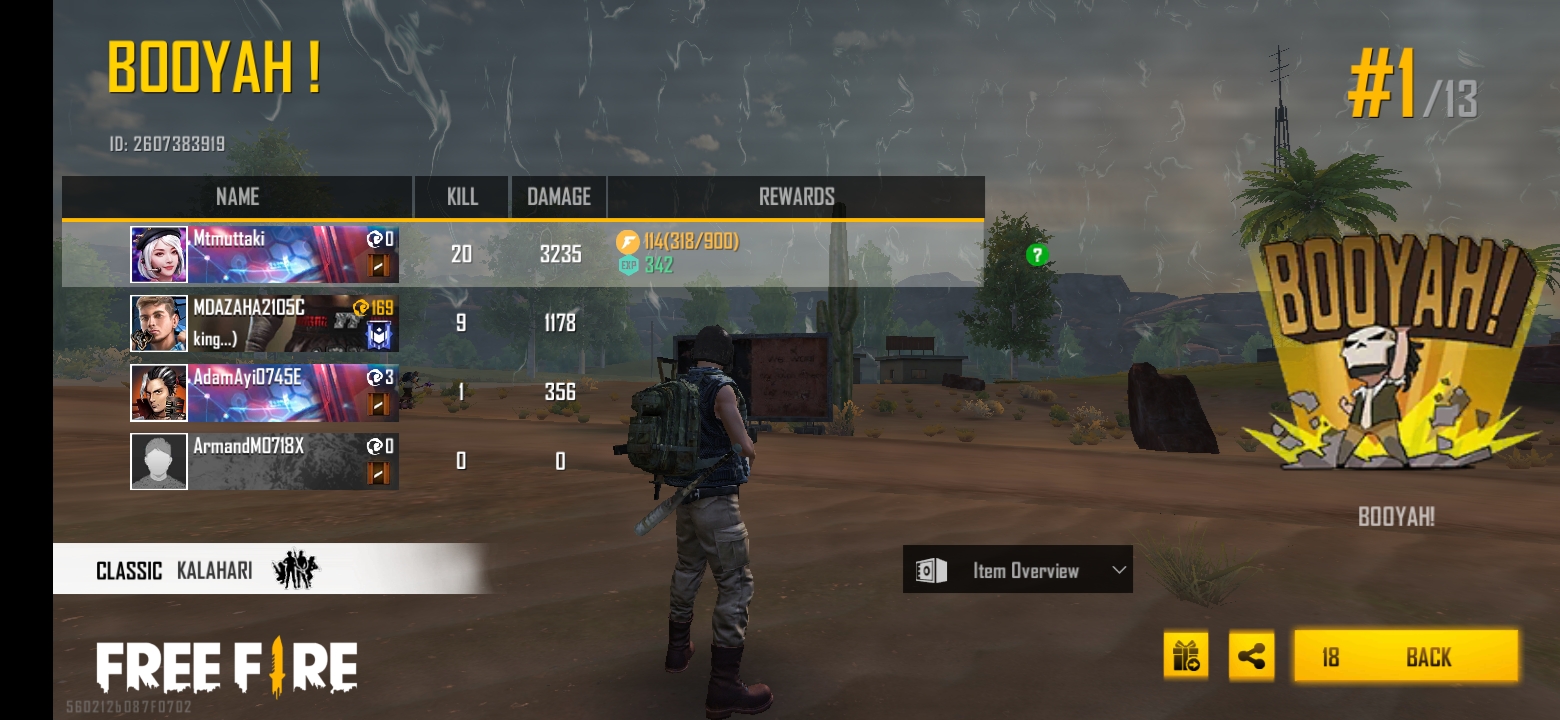 BOOYAH !
#1/13
ID: 2607383919
NAME KILL DAMAGE REWARDS
Mtmuttaki 0 20 3235 114(318/900)
EXP 342
?
MDAZAHA2105C 169
king...) 9 1178
AdamAyi0745E 3 1 356
ArmandM0718X 0 0 0
BOOYAH!
BOOYAH!
CLASSIC KALAHARI
Item Overview
FREE FIRE
18 BACK
560212b087F0702